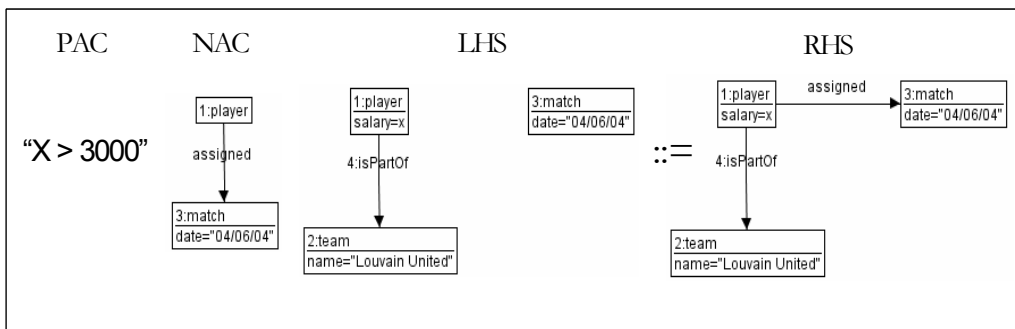 PAC
NAC
LHS
RHS
"X > 3000"
1:player
assigned
3:match
date="04/06/04"
1:player
salary=x
4:isPartOf
2:team
name="Louvain United"
3:match
date="04/06/04"
::=
1:player
salary=x
assigned
3:match
date="04/06/04"
4:isPartOf
2:team
name="Louvain United"